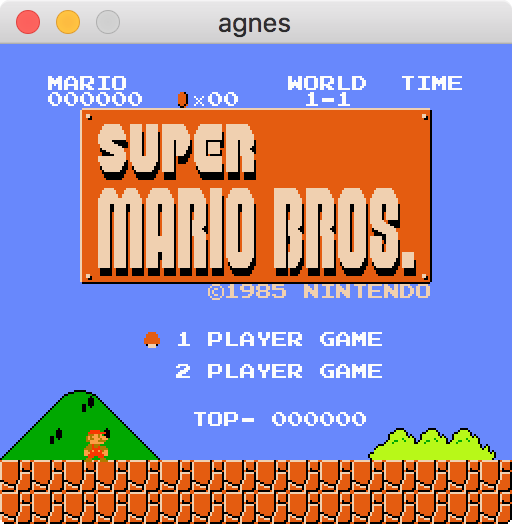 agnes
MARIO WORLD TIME
000000 ×00 1-1
SUPER
MARIO BROS.
©1985 NINTENDO
1 PLAYER GAME
2 PLAYER GAME
TOP- 000000